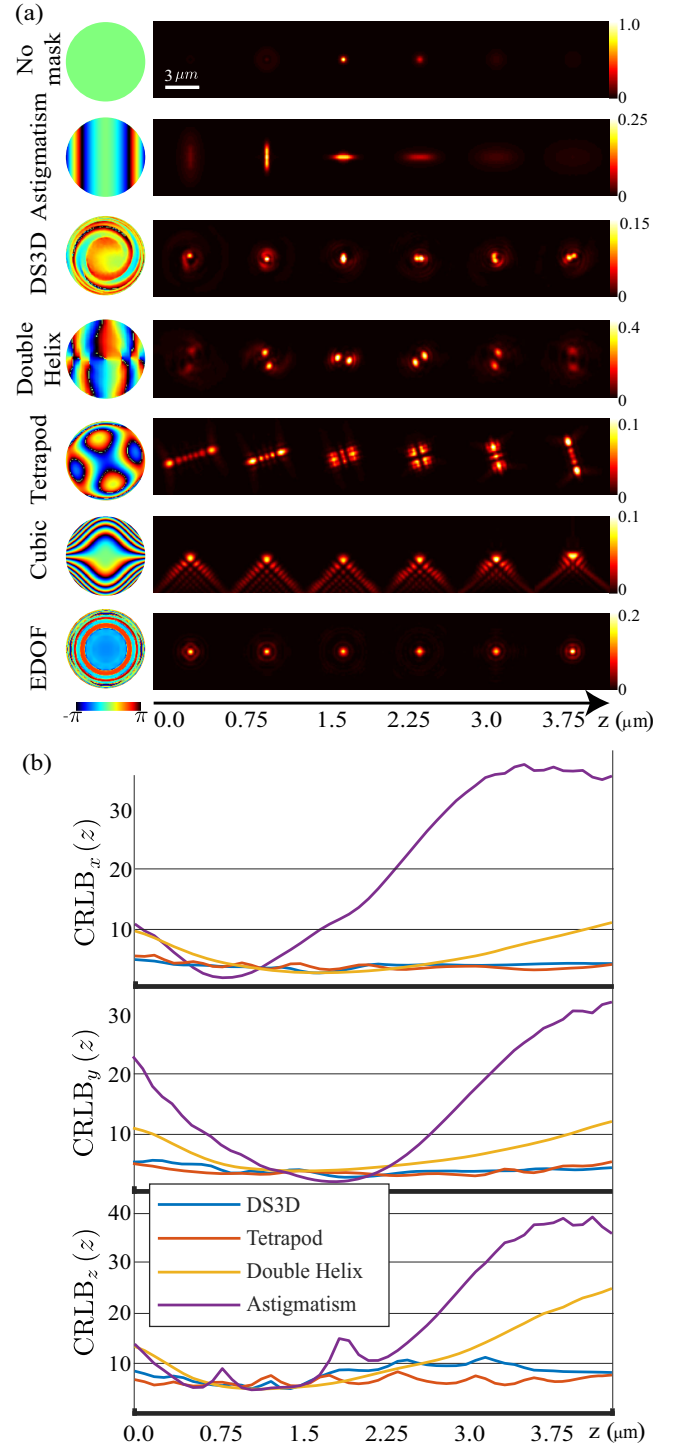 (a)
No mask
1.0
0
3 μm
Astigmatism
0.25
0
DS3D
0.15
0
Double Helix
0.4
0
Tetrapod
0.1
0
Cubic
0.1
0
EDOF
0.2
0
-π π
0.0 0.75 1.5 2.25 3.0 3.75 z (μm)
(b)
CRLBx (z)
30
20
10
CRLBy (z)
30
20
10
CRLBz (z)
40
30
20
10
DS3D
Tetrapod
Double Helix
Astigmatism
0.0 0.75 1.5 2.25 3.0 3.75 z (μm)